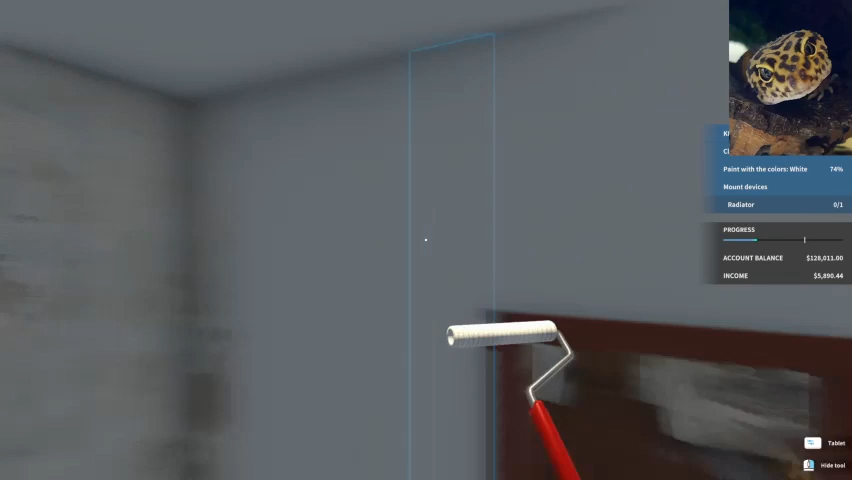 Paint with the colors: White 74%
Mount devices
Radiator 0/1
PROGRESS
ACCOUNT BALANCE $128,011.00
INCOME $5,890.44
Tablet
Hide tool